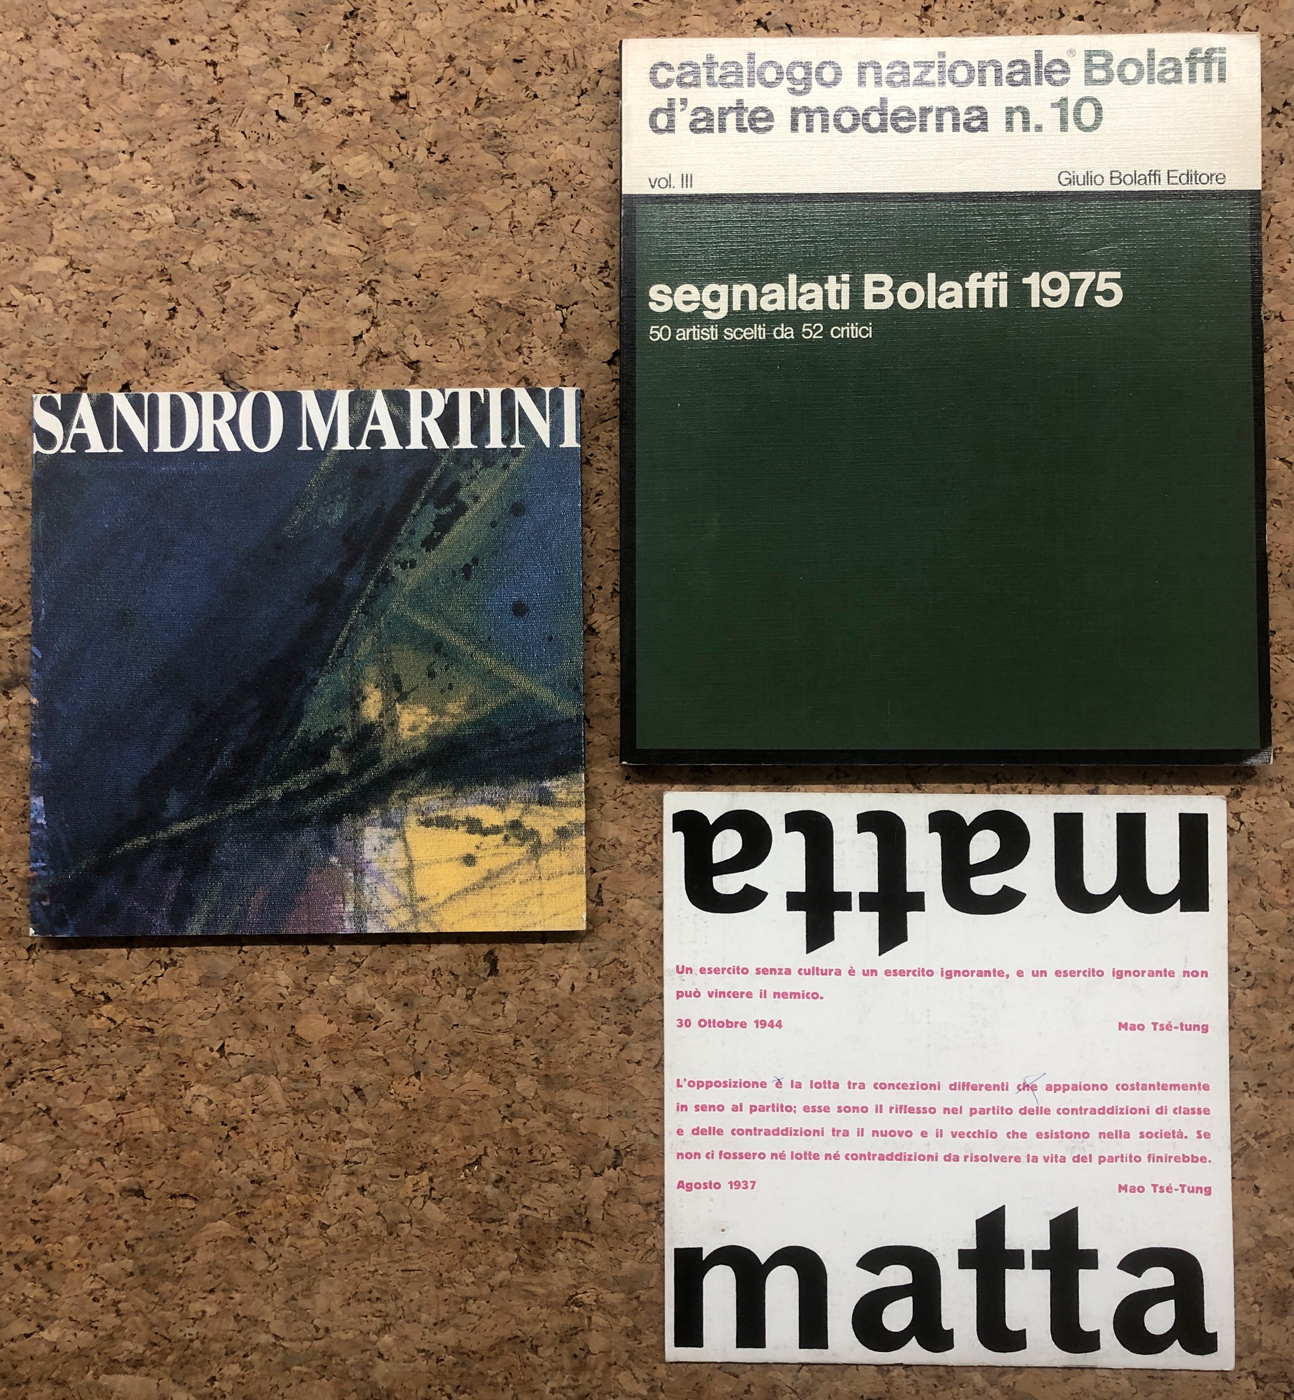 catalogo nazionale® Bolaffi
d'arte moderna n. 10
vol. III
Giulio Bolaffi Editore
segnalati Bolaffi 1975
50 artisti scelti da 52 critici
SANDRO MARTINI
matta
Un esercito senza cultura è un esercito ignorante, e un esercito ignorante non
può vincere il nemico.
30 Ottobre 1944
Mao Tsé-tung
L'opposizione è la lotta tra concezioni differenti che appaiono costantemente
in seno al partito; esse sono il riflesso nel partito delle contraddizioni di classe
e delle contraddizioni tra il nuovo e il vecchio che esistono nella società. Se
non ci fossero né lotte né contraddizioni da risolvere la vita del partito finirebbe.
Agosto 1937
Mao Tsé-Tung
matta